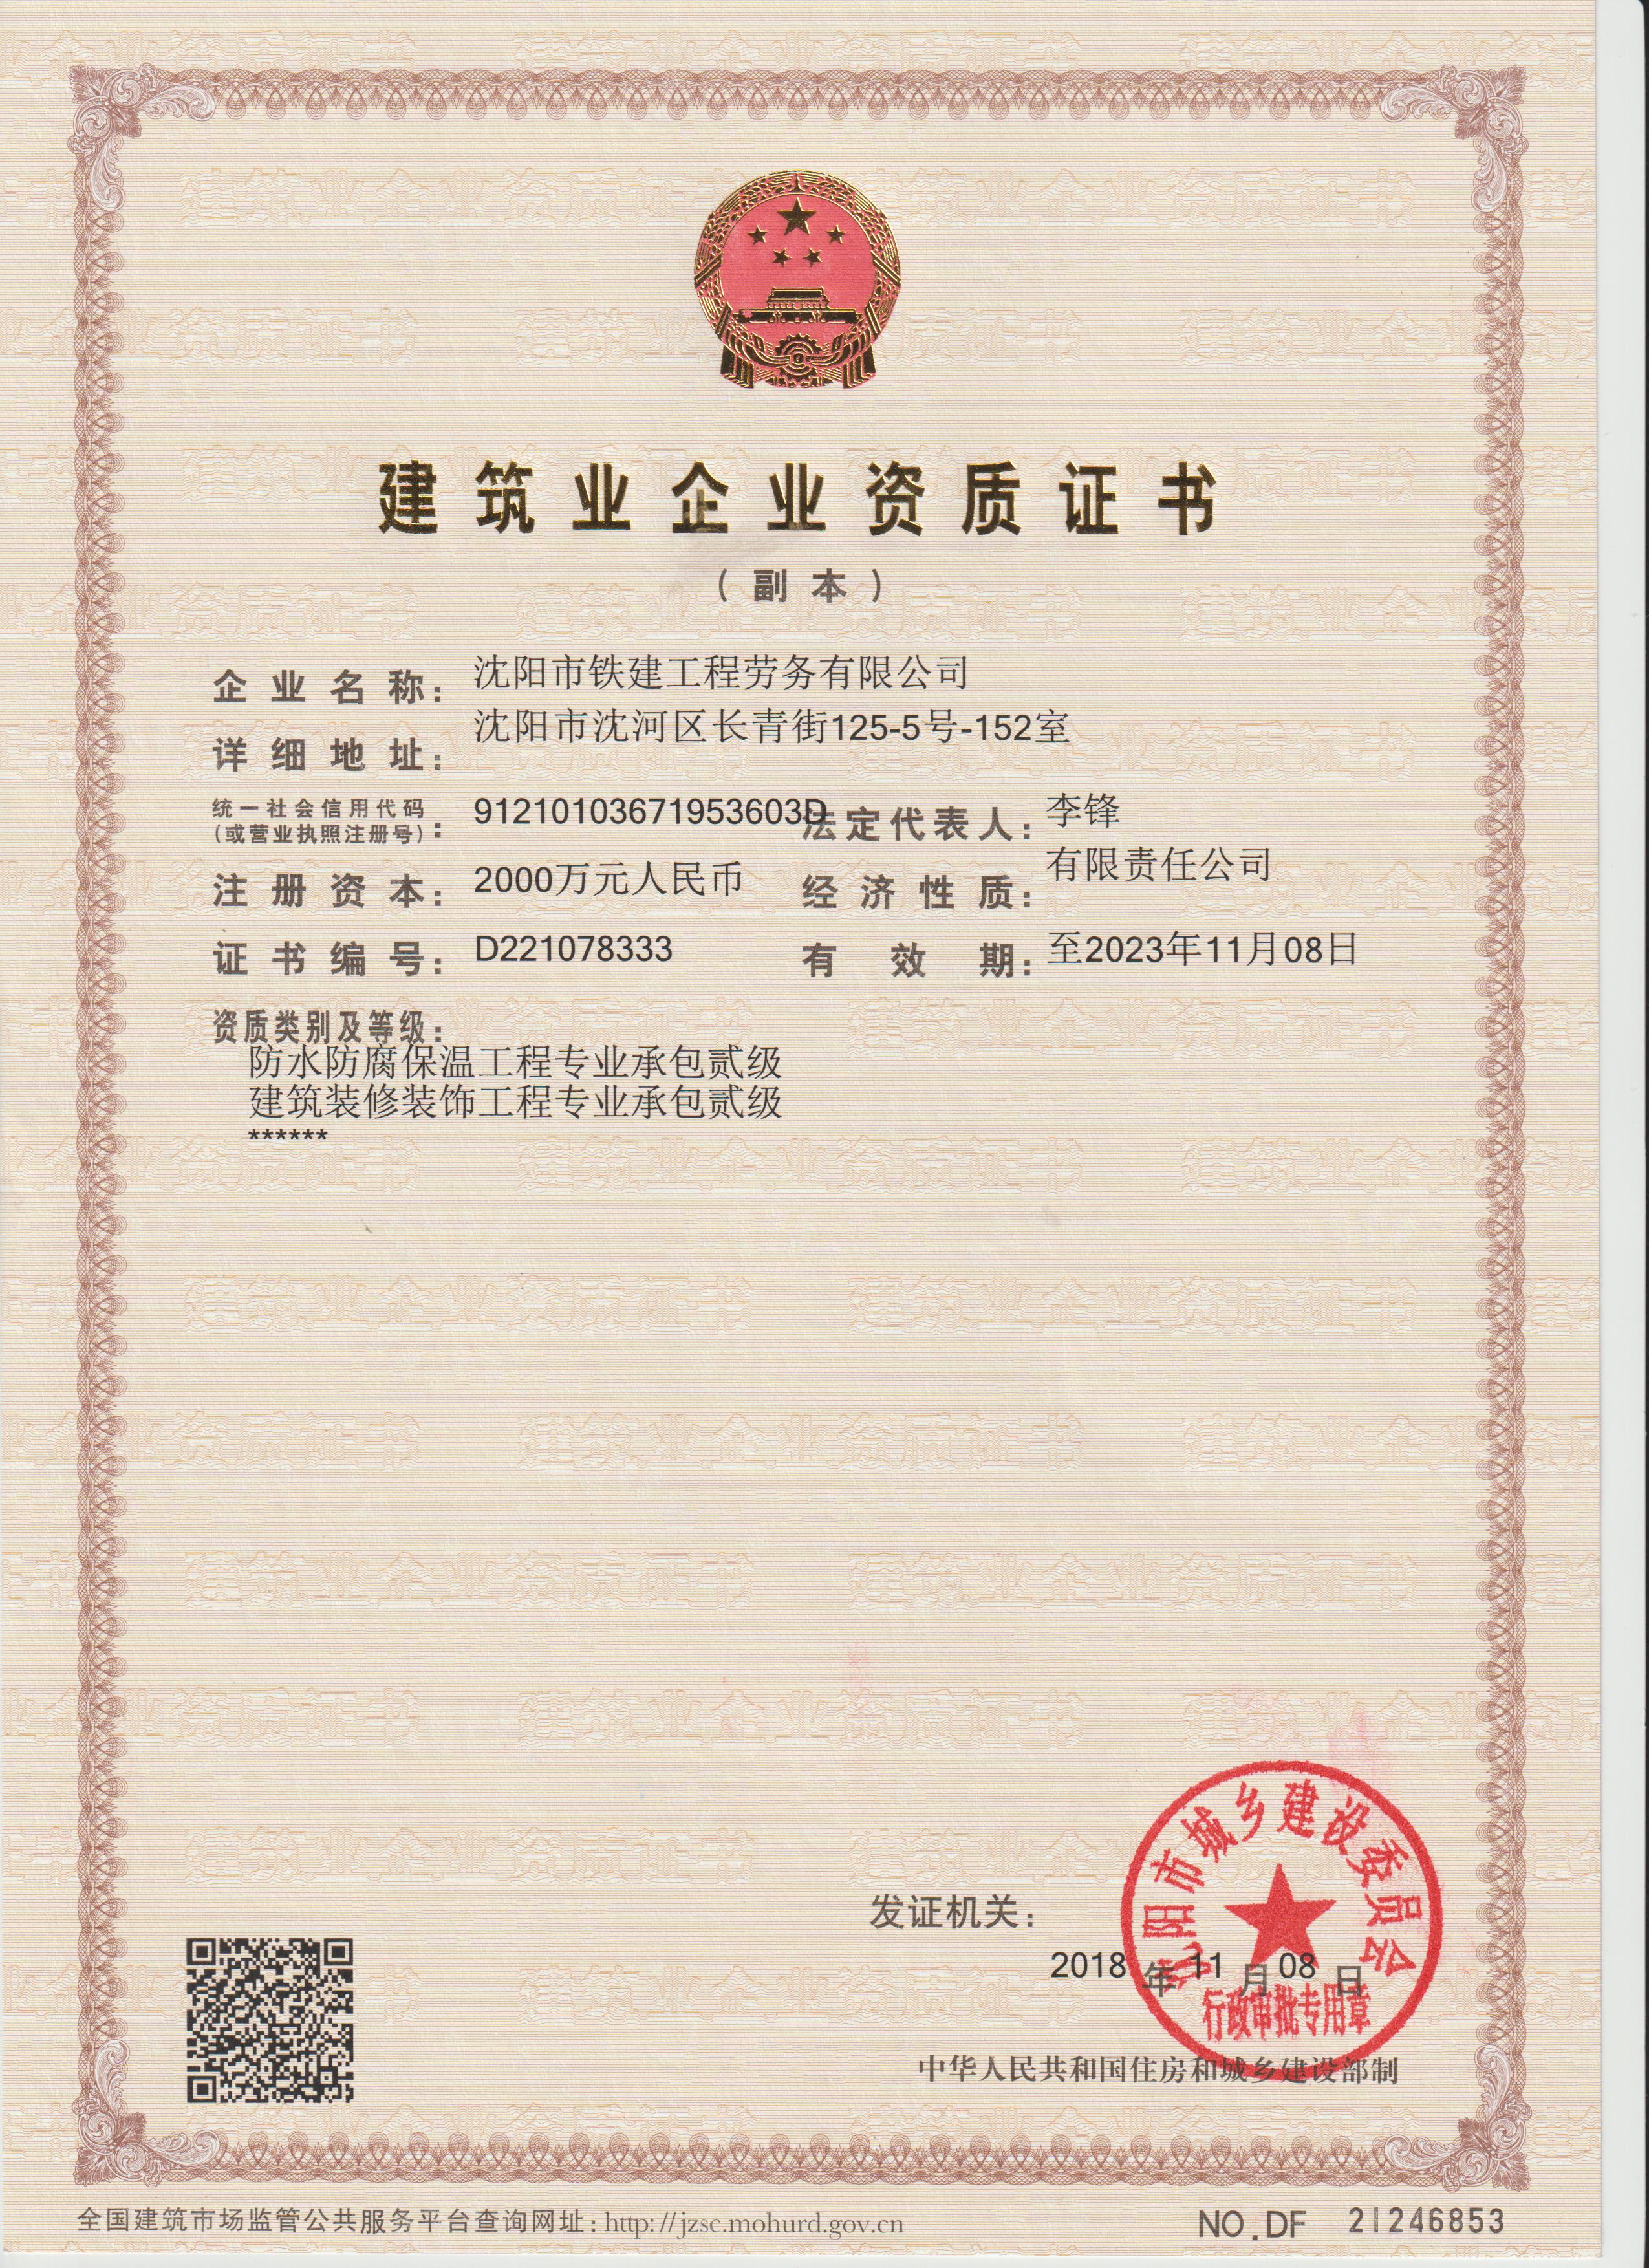 建筑业企业资质证书
（副本）
企业名称：沈阳市铁建工程劳务有限公司
详细地址：沈阳市沈河区长青街125-5号-152室
统一社会信用代码（或营业执照注册号）：91210103671953603D 法定代表人：李锋
注册资本：2000万元人民币 经济性质：有限责任公司
证书编号：D221078333 有效期：至2023年11月08日
资质类别及等级：
防水防腐保温工程专业承包贰级
建筑装修装饰工程专业承包贰级
******
沈阳市城乡建设委员会
发证机关：
2018年11月08日
行政审批专用章
中华人民共和国住房和城乡建设部制
全国建筑市场监管公共服务平台查询网址：http://jzsc.mohurd.gov.cn
NO.DF 21246853